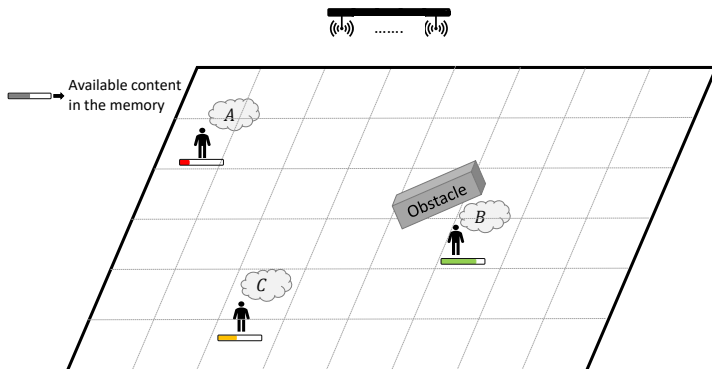 .......
Available content
in the memory
A
Obstacle
B
C